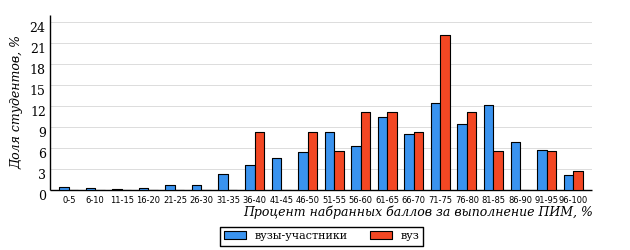 Доля студентов, %
24
21
18
15
12
9
6
3
0
0-5 6-10 11-15 16-20 21-25 26-30 31-35 36-40 41-45 46-50 51-55 56-60 61-65 66-70 71-75 76-80 81-85 86-90 91-95 96-100
Процент набранных баллов за выполнение ПИМ, %
вузы-участники вуз